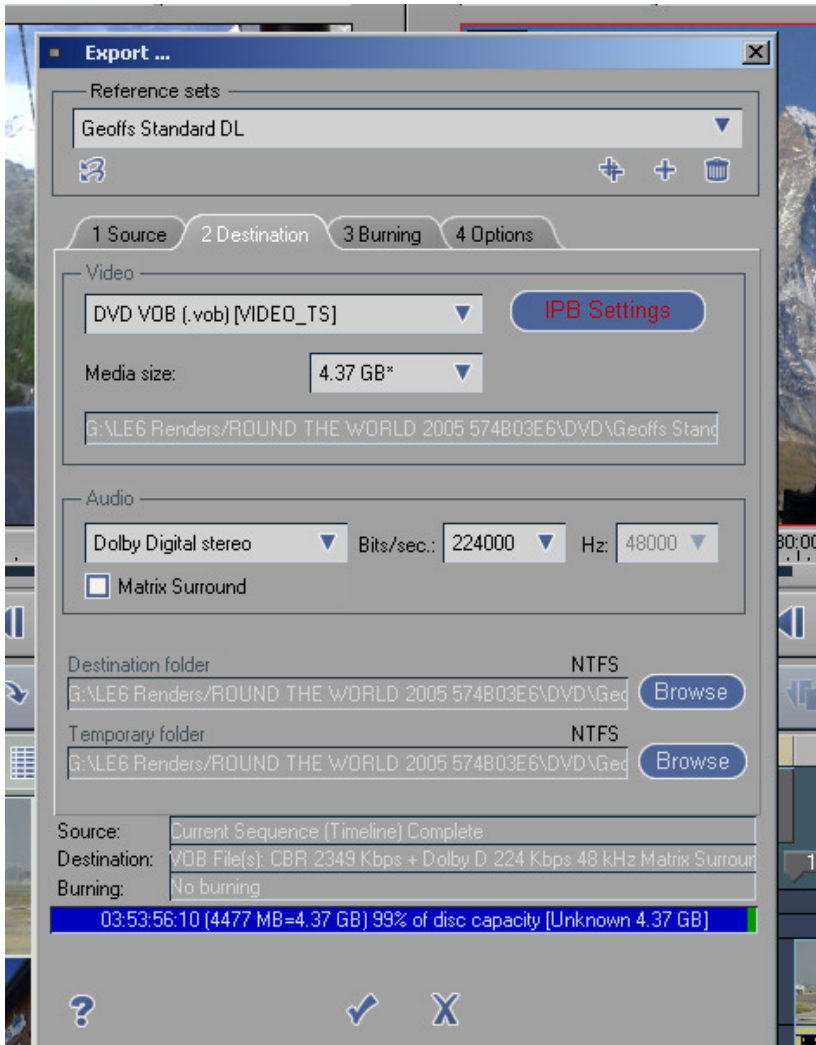 Export ...
Reference sets
Geoffs Standard DL
1 Source 2 Destination 3 Burning 4 Options
Video
DVD VOB (.vob) [VIDEO_TS] IPB Settings
Media size: 4.37 GB*
G:\LE6 Renders/ROUND THE WORLD 2005 574B03E6\DVD\Geoffs Stand
Audio
Dolby Digital stereo Bits/sec.: 224000 Hz: 48000
Matrix Surround
Destination folder NTFS
G:\LE6 Renders/ROUND THE WORLD 2005 574B03E6\DVD\Geo Browse
Temporary folder NTFS
G:\LE6 Renders/ROUND THE WORLD 2005 574B03E6\DVD\Geo Browse
Source: Current Sequence (Timeline) Complete
Destination: VOB File(s): CBR 2349 Kbps + Dolby D 224 Kbps 48 kHz Matrix Surrour
Burning: No burning
03:53:56:10 (4477 MB=4.37 GB) 99% of disc capacity [Unknown 4.37 GB]